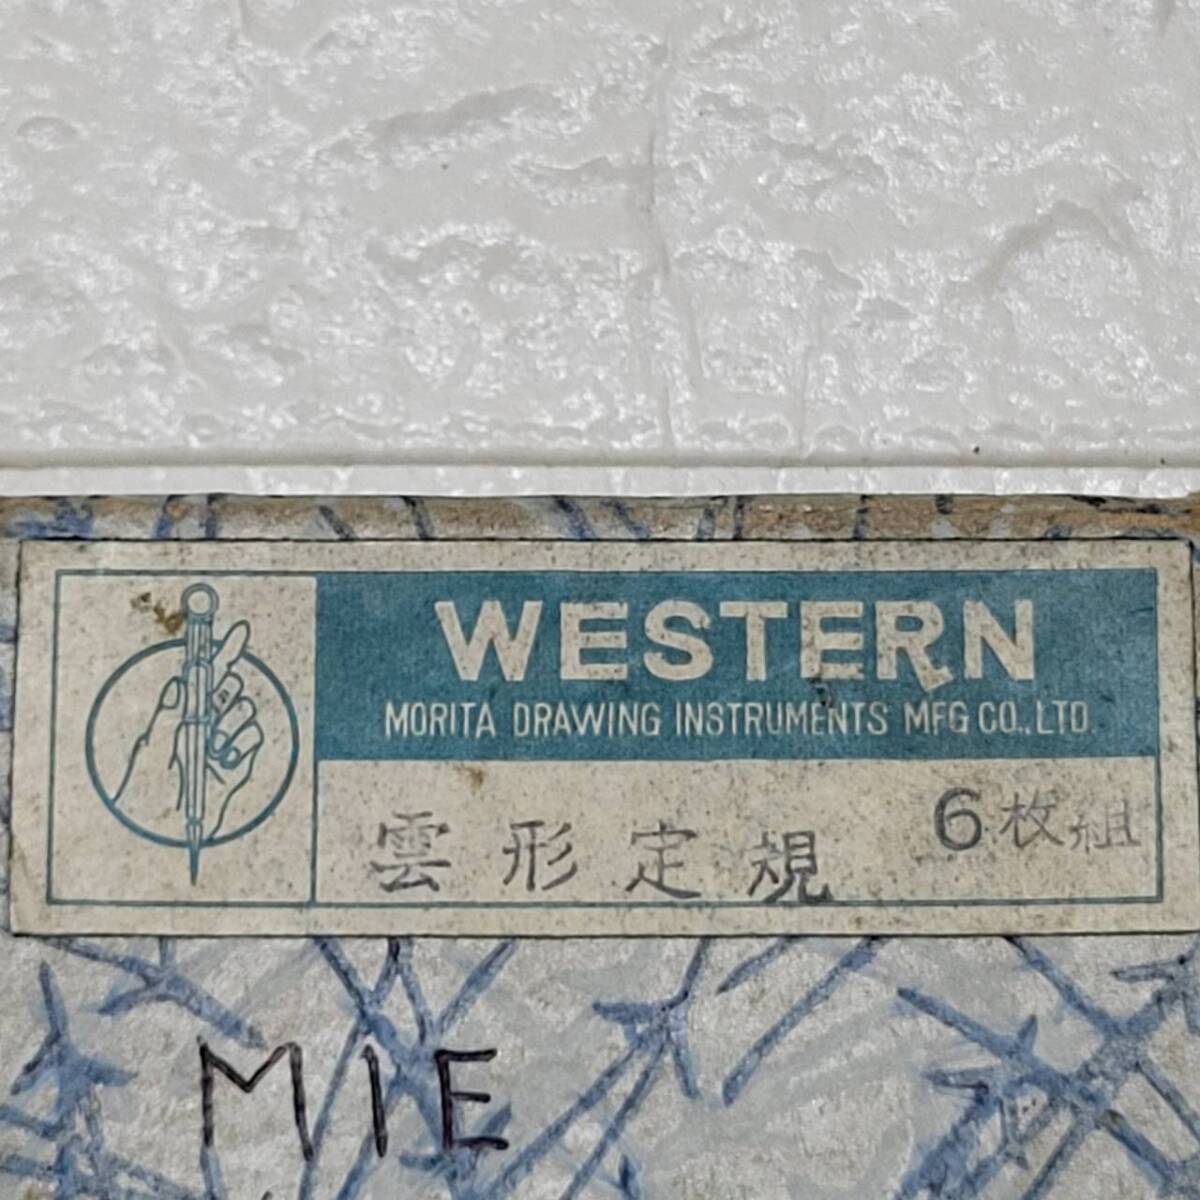 WESTERN
MORITA DRAWING INSTRUMENTS MFG CO.,LTD.
雲形定規 6枚組
MIE